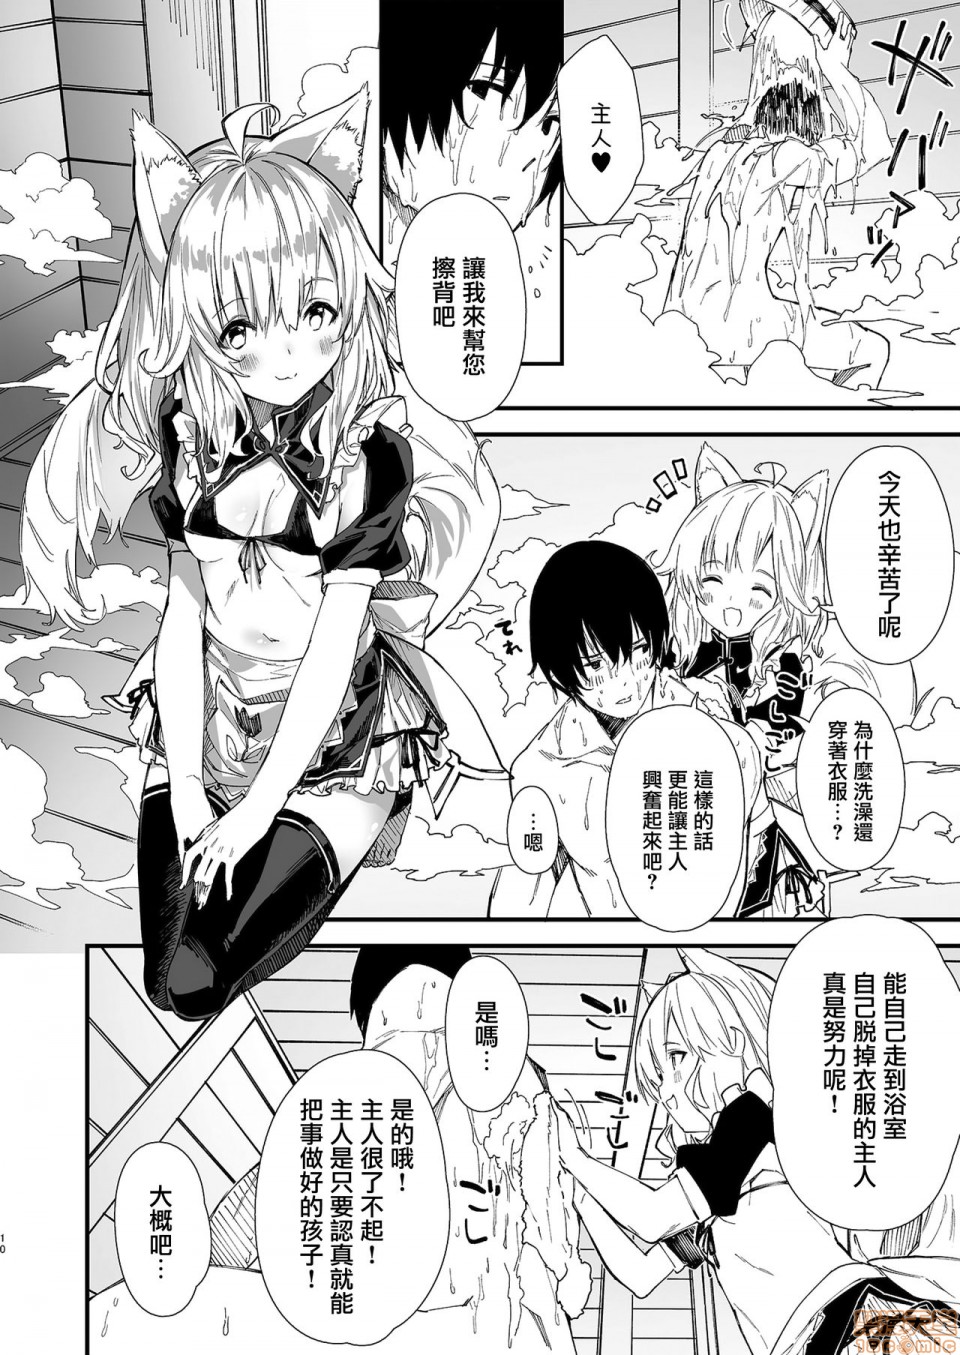 主人♥
讓我來幫您
擦背吧
今天也辛苦了呢
為什麼洗澡還
穿著衣服…?
這樣的話
更能讓主人
興奮起來吧?
…嗯
能自己走到浴室
自己脫掉衣服的主人
真是努力呢!
是嗎…
是的哦!
主人很了不起!
主人是只要認真就能
把事做好的孩子!
大概吧…
10